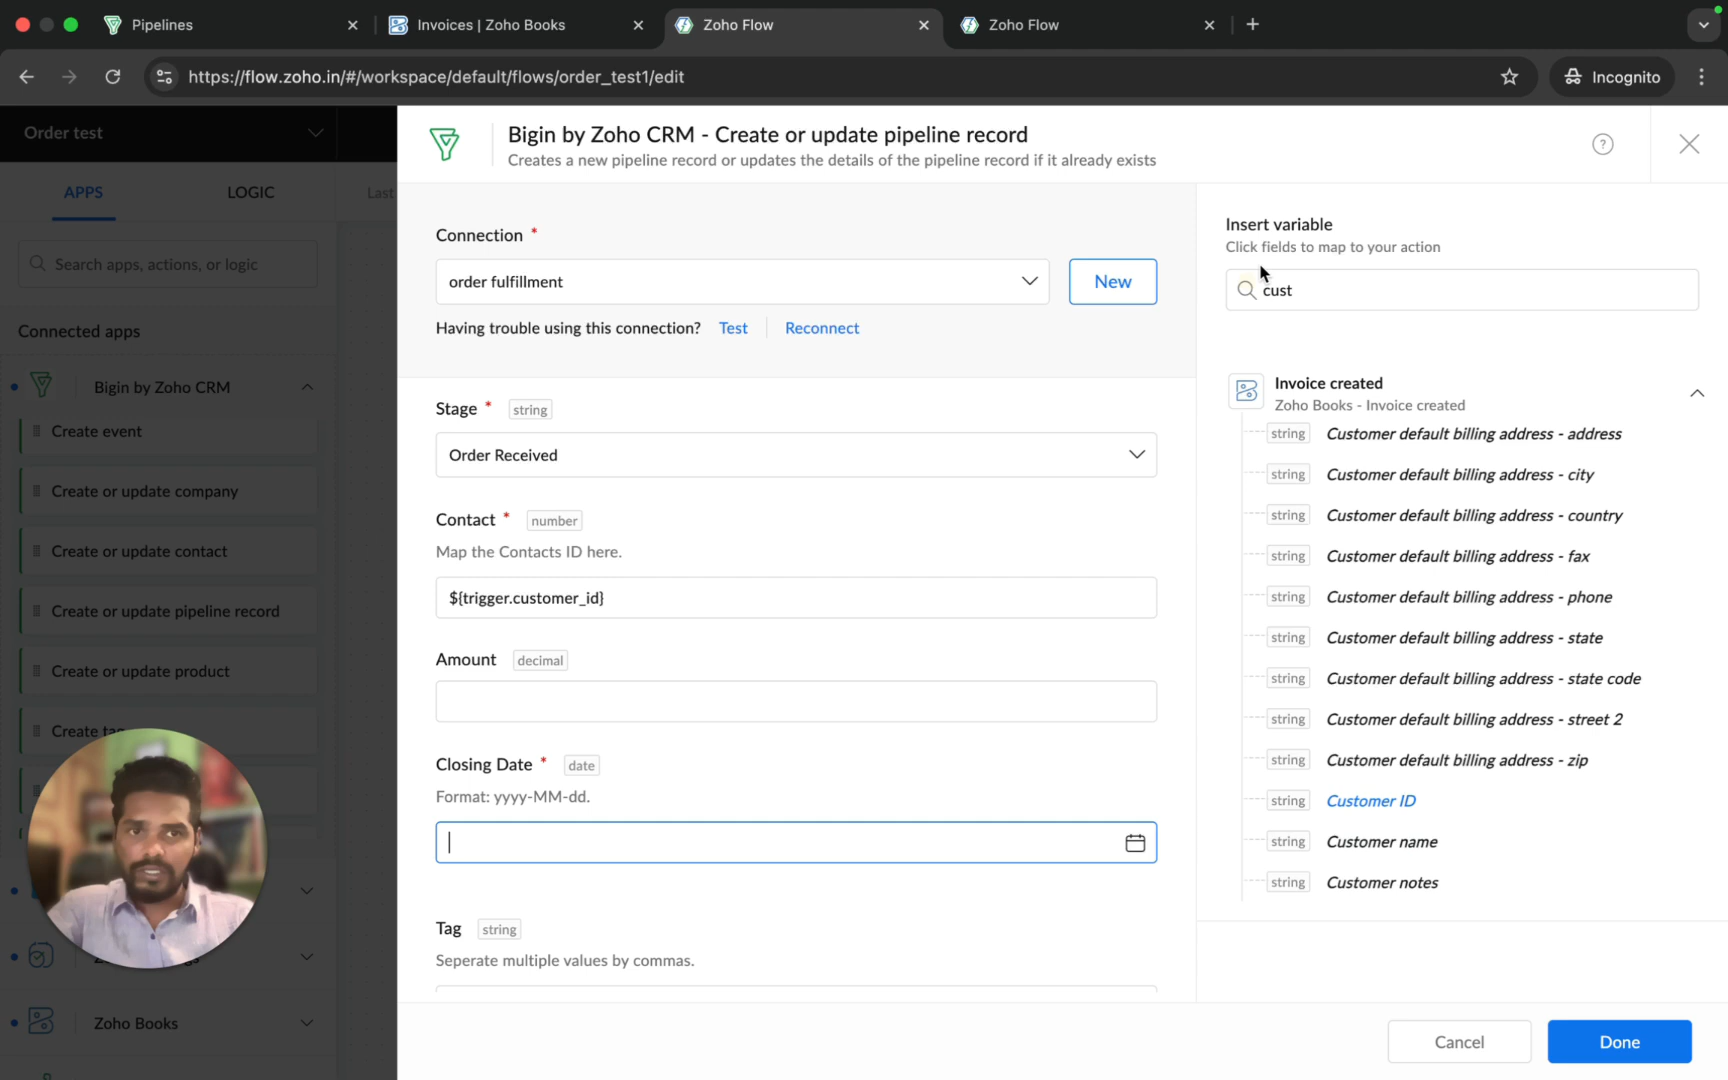 Pipelines
Invoices | Zoho Books
Zoho Flow
Zoho Flow
https://flow.zoho.in/#/workspace/default/flows/order_test1/edit
Incognito
Order test
APPS
LOGIC
Last
Search apps, actions, or logic
Connected apps
Bigin by Zoho CRM
Create event
Create or update company
Create or update contact
Create or update pipeline record
Create or update product
Create
Zoho Books
Bigin by Zoho CRM - Create or update pipeline record
Creates a new pipeline record or updates the details of the pipeline record if it already exists
Connection *
order fulfillment
New
Having trouble using this connection? Test Reconnect
Stage * string
Order Received
Contact * number
Map the Contacts ID here.
${trigger.customer_id}
Amount decimal
Closing Date * date
Format: yyyy-MM-dd.
Tag string
Seperate multiple values by commas.
Insert variable
Click fields to map to your action
cust
Invoice created
Zoho Books - Invoice created
string Customer default billing address - address
string Customer default billing address - city
string Customer default billing address - country
string Customer default billing address - fax
string Customer default billing address - phone
string Customer default billing address - state
string Customer default billing address - state code
string Customer default billing address - street 2
string Customer default billing address - zip
string Customer ID
string Customer name
string Customer notes
Cancel
Done